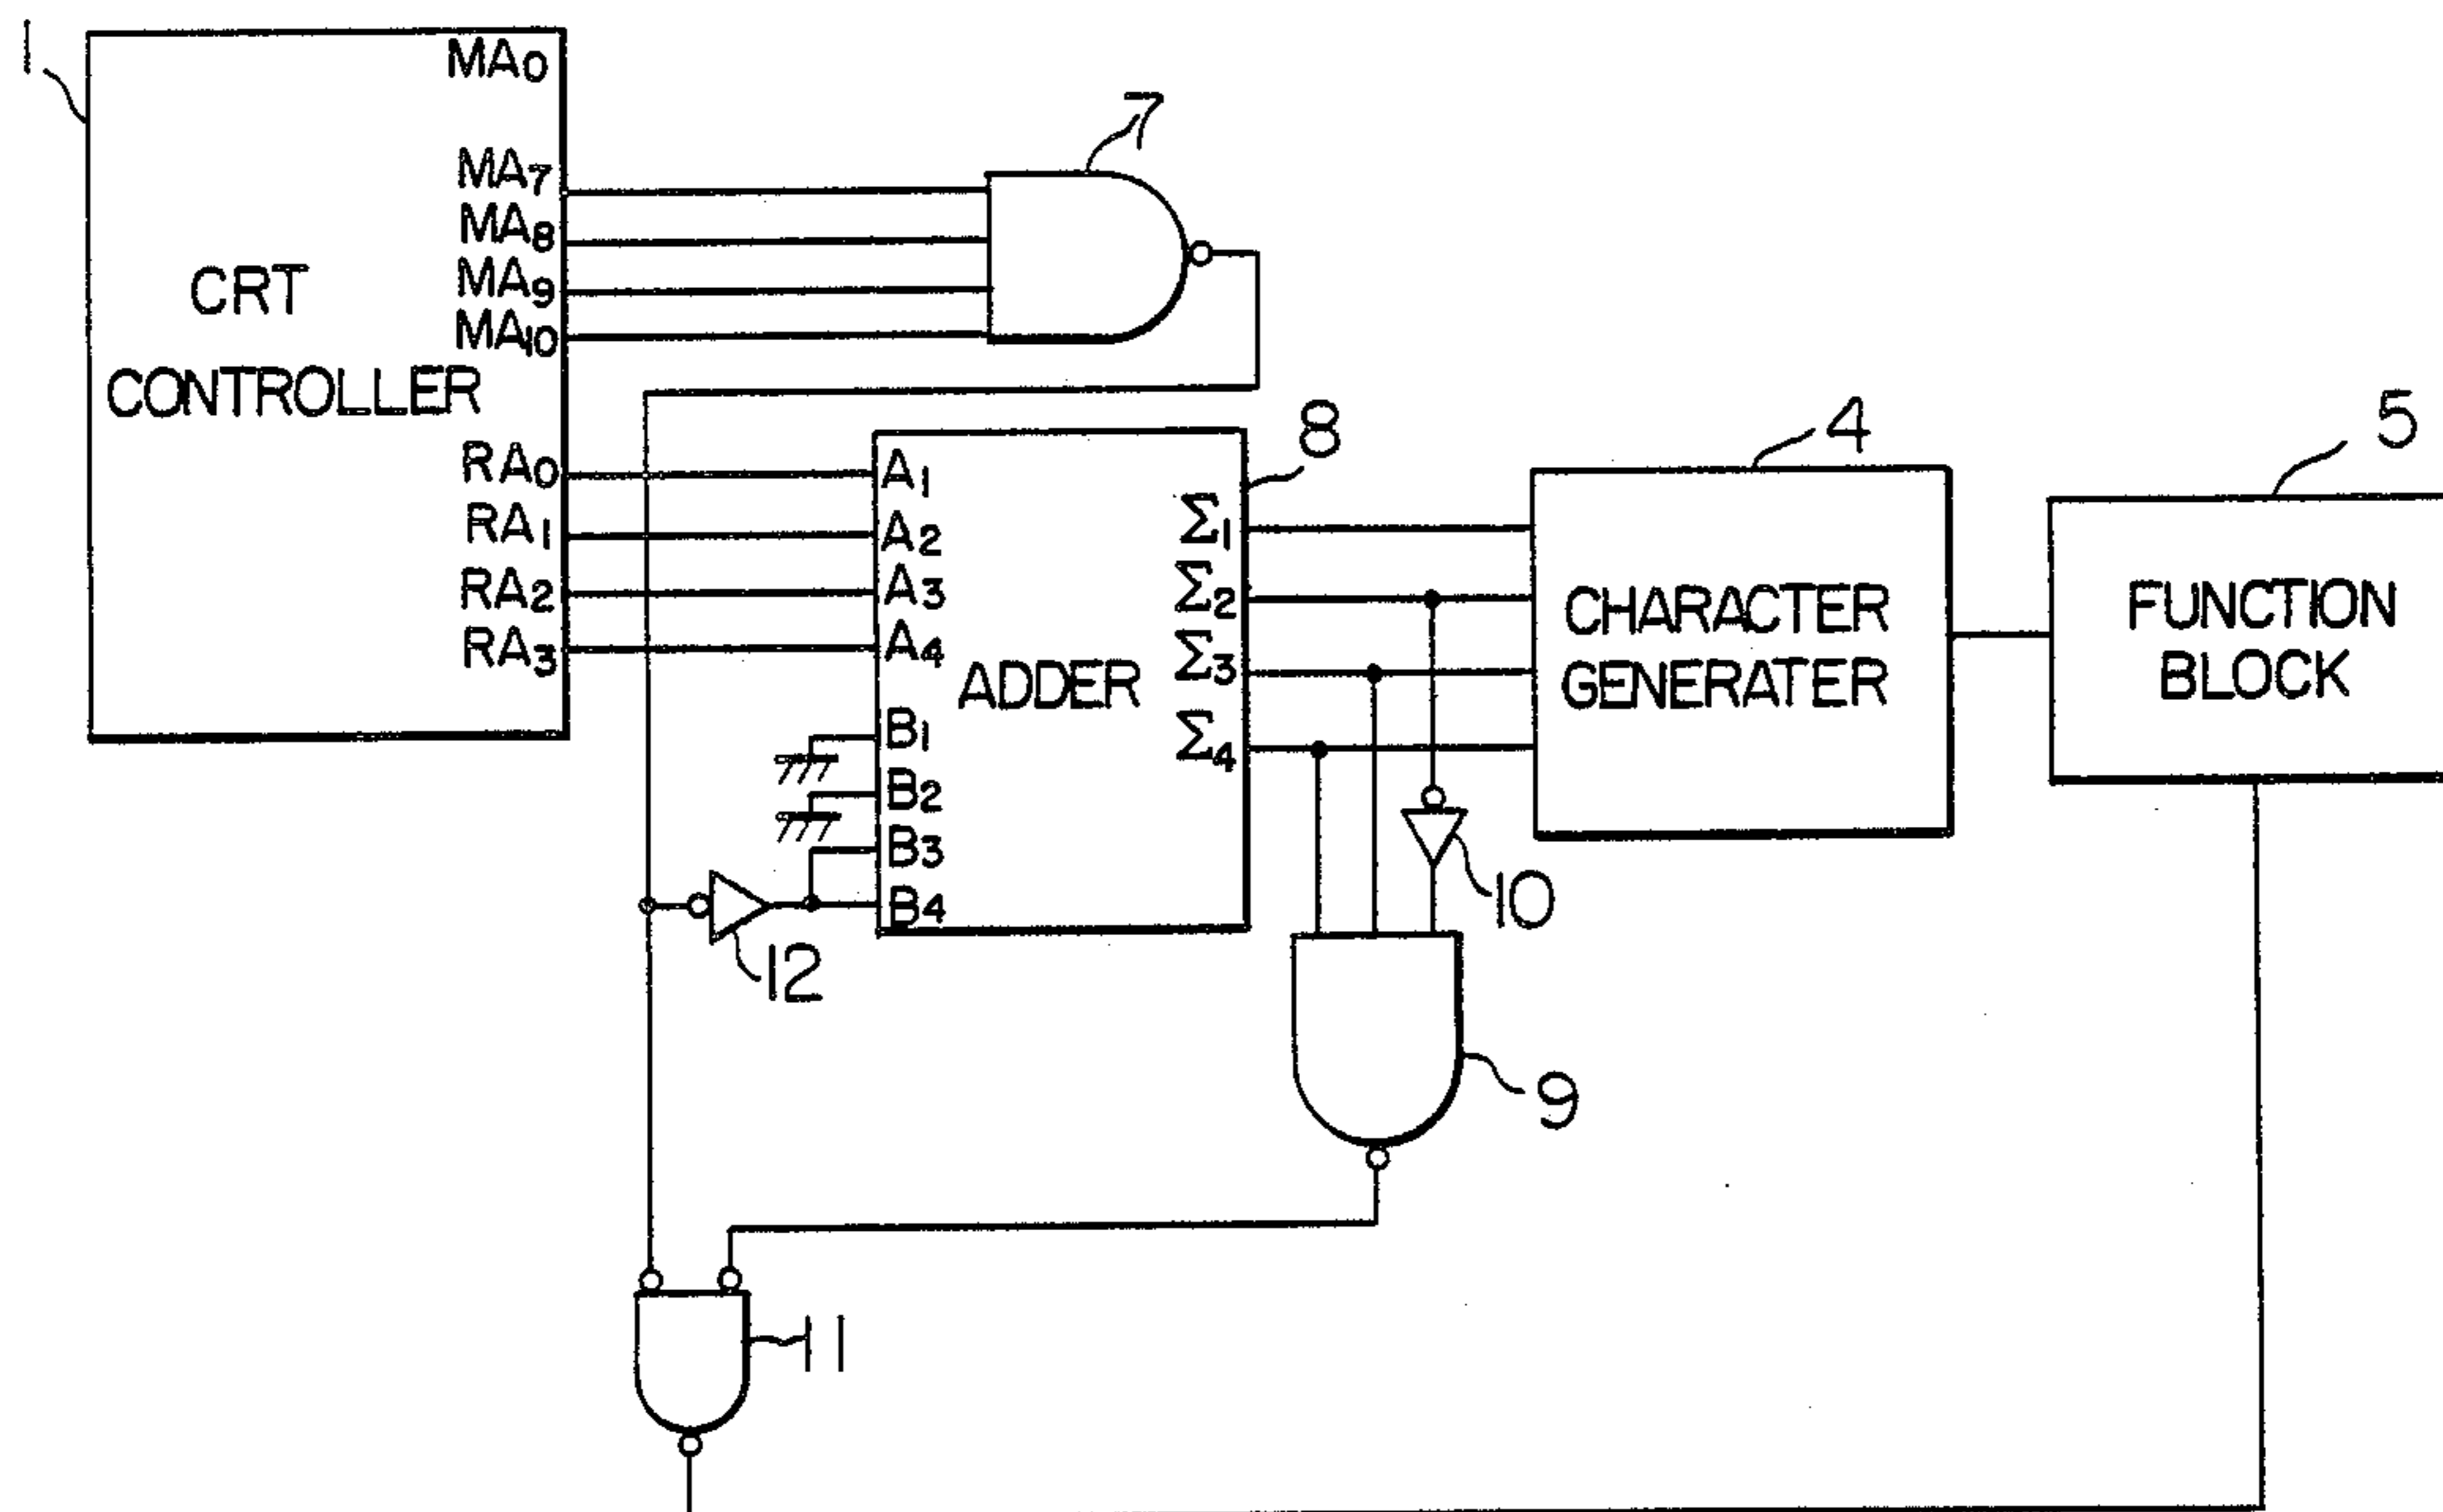 1
MA0
MA7
MA8
MA9
MA10
CRT
CONTROLLER
RA0
RA1
RA2
RA3
7
8
A1
A2
A3
A4
B1
B2
B3
B4
ADDER
Σ1
Σ2
Σ3
Σ4
4
CHARACTER
GENERATER
5
FUNCTION
BLOCK
10
12
9
11